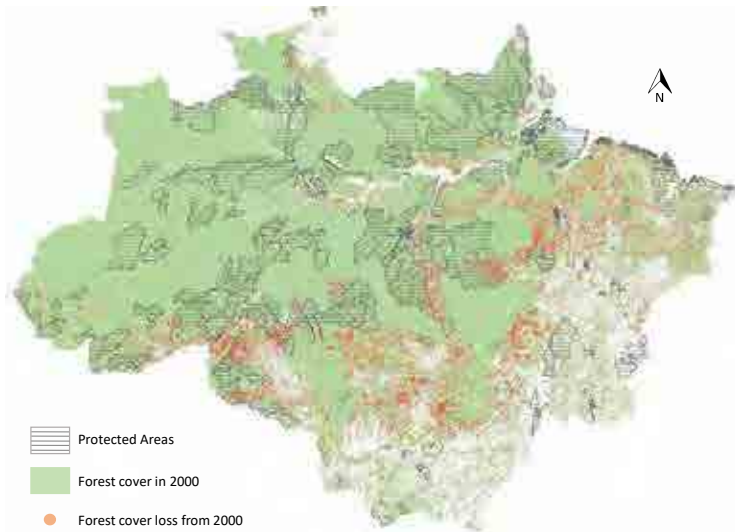 N
Protected Areas
Forest cover in 2000
Forest cover loss from 2000